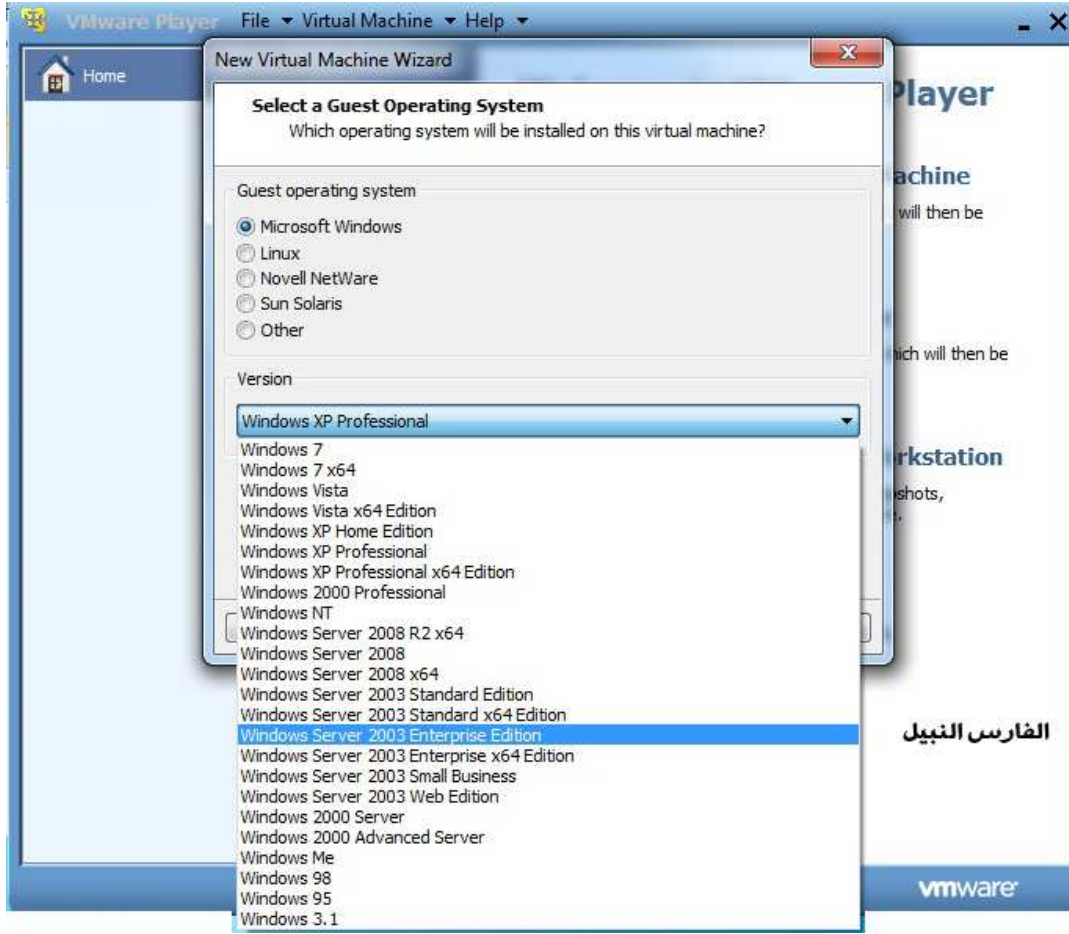 VMware Player File Virtual Machine Help
Home
New Virtual Machine Wizard
Player
Select a Guest Operating System
Which operating system will be installed on this virtual machine?
achine
will then be
Guest operating system
Microsoft Windows
Linux
Novell NetWare
Sun Solaris
Other
ich will then be
Version
Windows XP Professional
rkstation
shots,
Windows 7
Windows 7 x64
Windows Vista
Windows Vista x64 Edition
Windows XP Home Edition
Windows XP Professional
Windows XP Professional x64 Edition
Windows 2000 Professional
Windows NT
Windows Server 2008 R2 x64
Windows Server 2008
Windows Server 2008 x64
Windows Server 2003 Standard Edition
Windows Server 2003 Standard x64 Edition
Windows Server 2003 Enterprise Edition
Windows Server 2003 Enterprise x64 Edition
Windows Server 2003 Small Business
Windows Server 2003 Web Edition
Windows 2000 Server
Windows 2000 Advanced Server
Windows Me
Windows 98
Windows 95
Windows 3.1
الفارس النبيل
vmware